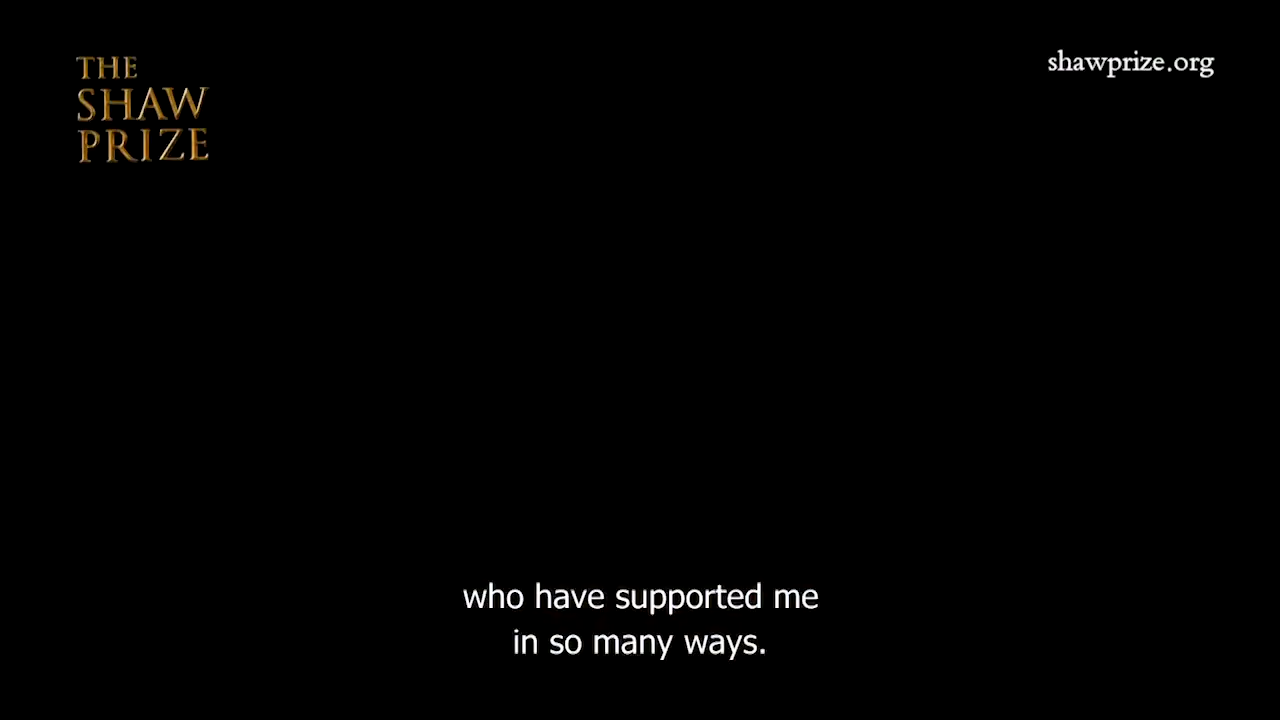 THE
SHAW
PRIZE
shawprize.org
who have supported me
in so many ways.